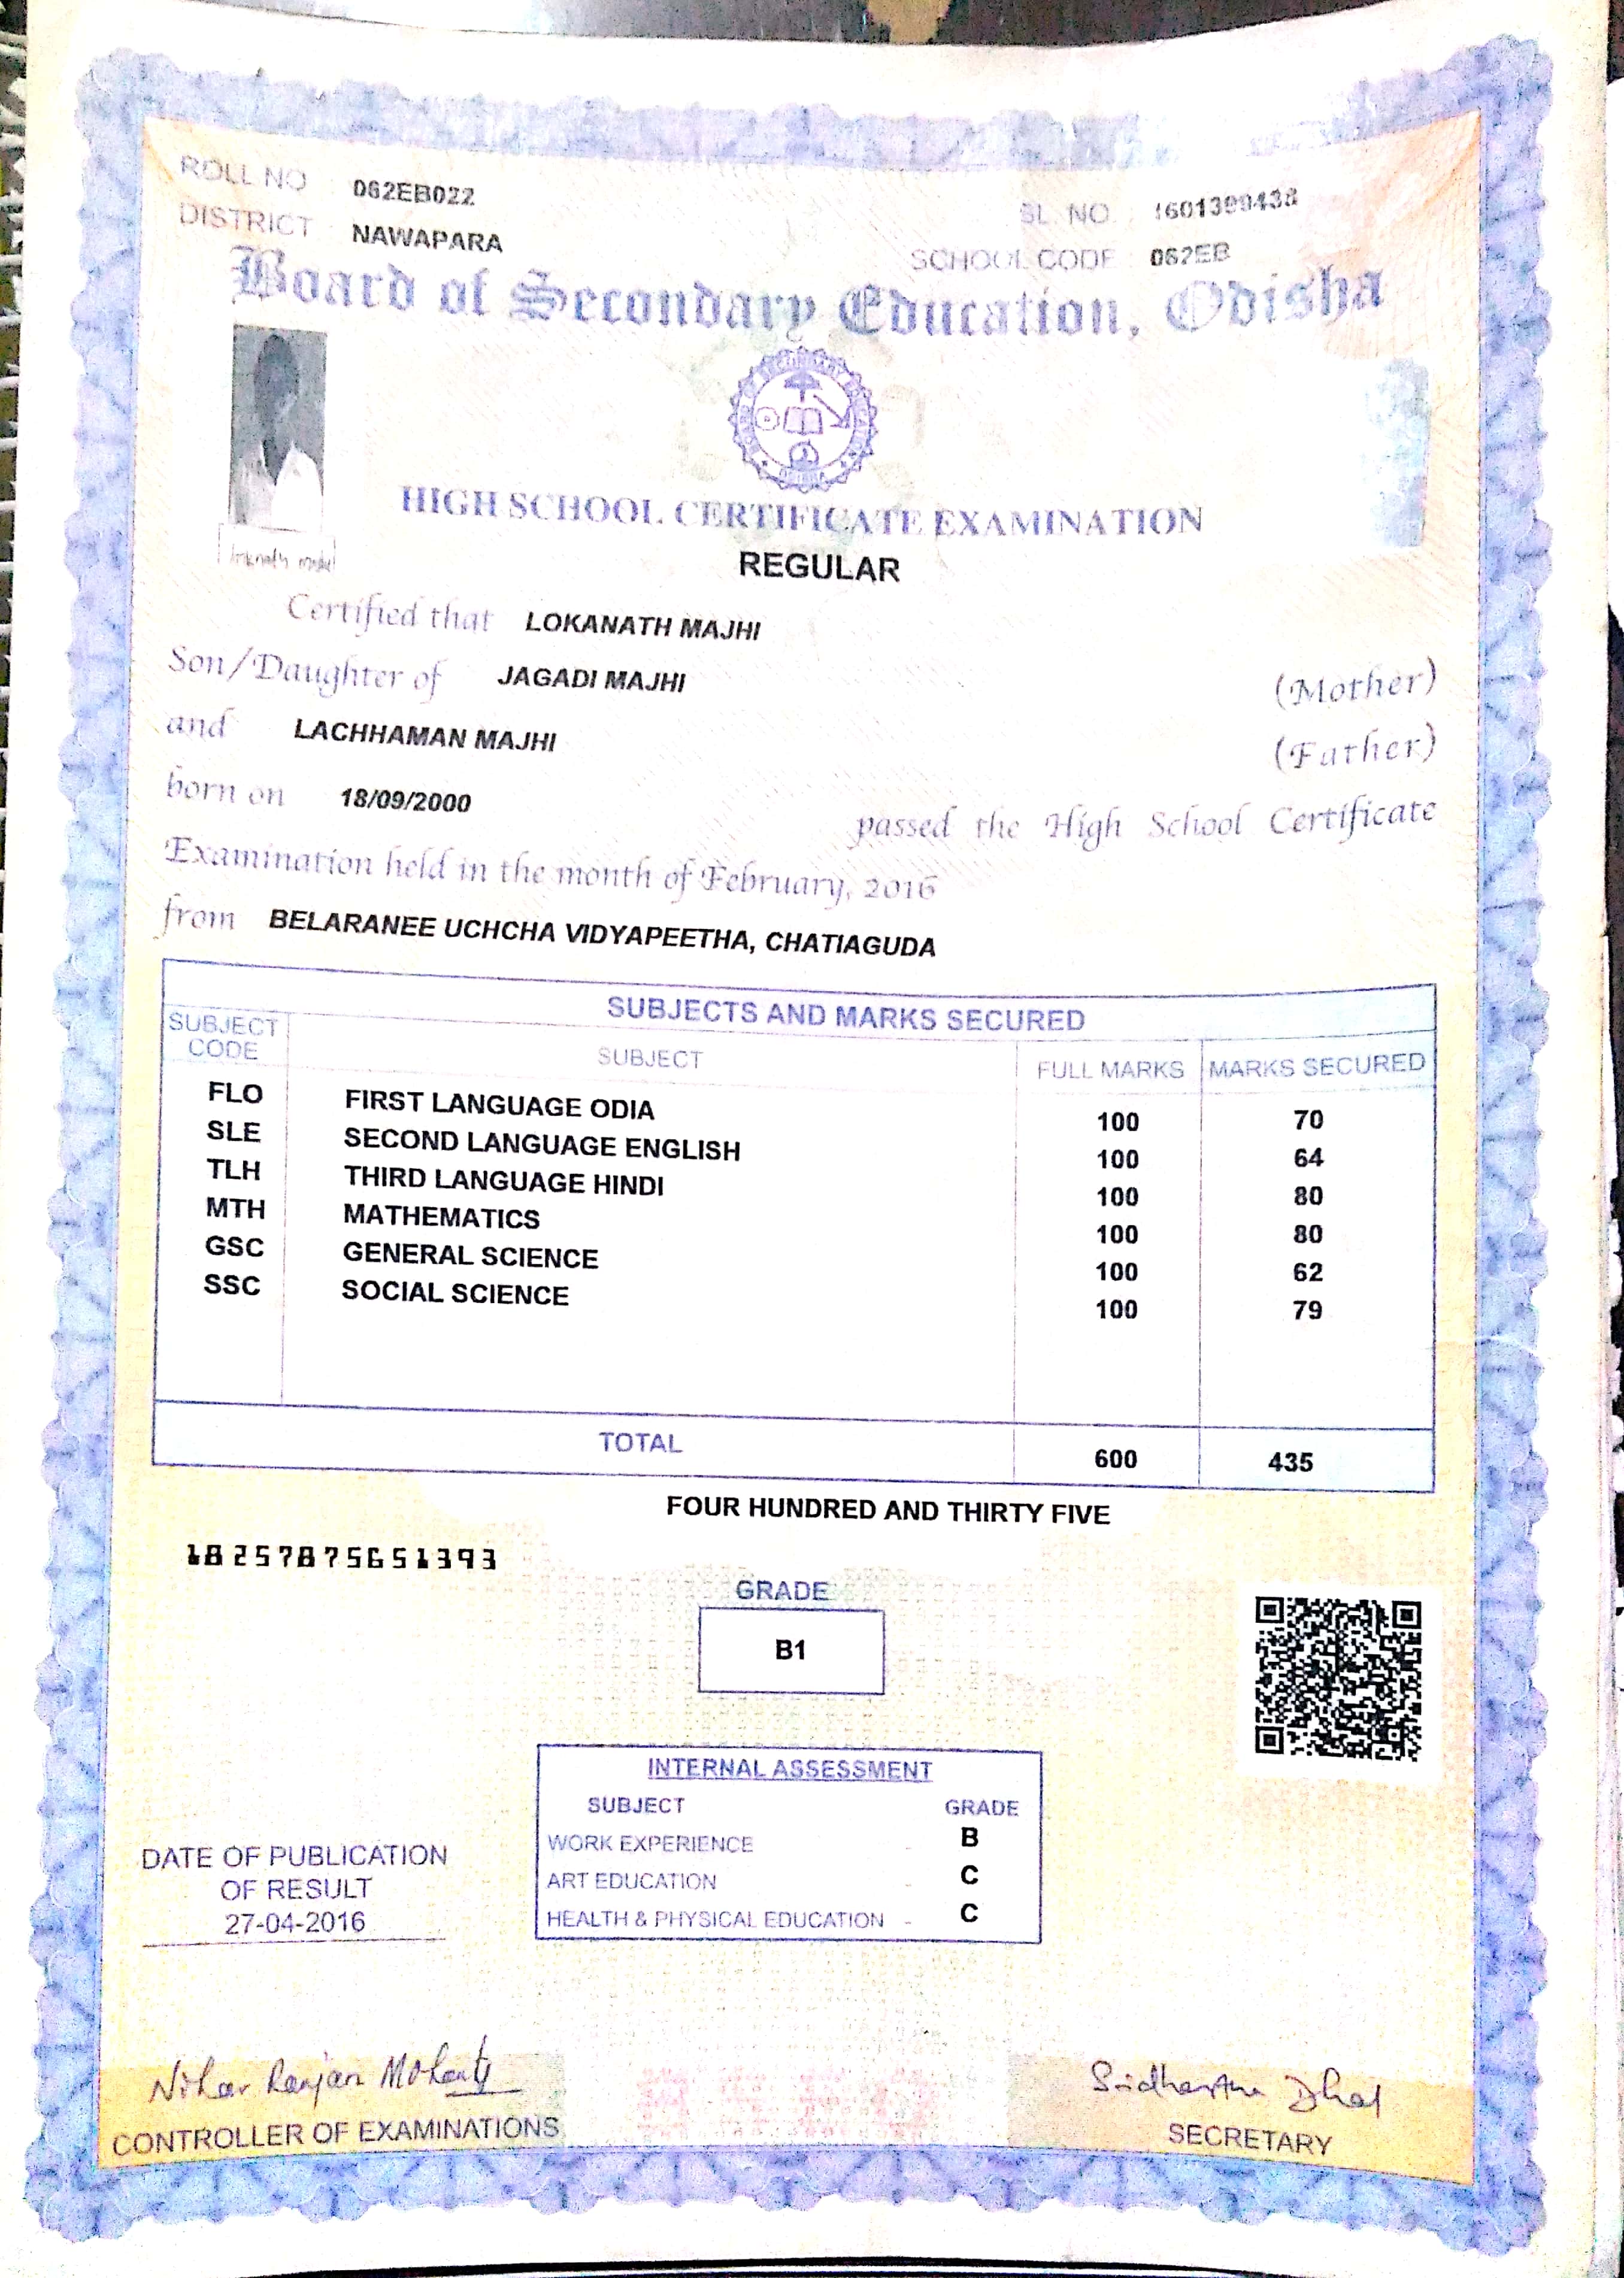 ROLL NO 062EB022
SL. NO. 1601399438
DISTRICT NAWAPARA
SCHOOL CODE 062EB
Board of Secondary Education, Odisha
HIGH SCHOOL CERTIFICATE EXAMINATION
REGULAR
Certified that LOKANATH MAJHI
Son/Daughter of JAGADI MAJHI (Mother)
and LACHHAMAN MAJHI (Father)
born on 18/09/2000 passed the High School Certificate
Examination held in the month of February, 2016
from BELARANEE UCHCHA VIDYAPEETHA, CHATIAGUDA
SUBJECTS AND MARKS SECURED
SUBJECT CODE SUBJECT FULL MARKS MARKS SECURED
FLO FIRST LANGUAGE ODIA 100 70
SLE SECOND LANGUAGE ENGLISH 100 64
TLH THIRD LANGUAGE HINDI 100 80
MTH MATHEMATICS 100 80
GSC GENERAL SCIENCE 100 62
SSC SOCIAL SCIENCE 100 79
TOTAL 600 435
FOUR HUNDRED AND THIRTY FIVE
18257875651393
GRADE
B1
INTERNAL ASSESSMENT
SUBJECT GRADE
WORK EXPERIENCE - B
ART EDUCATION - C
HEALTH & PHYSICAL EDUCATION - C
DATE OF PUBLICATION
OF RESULT
27-04-2016
Nihar Ranjan Mohanty
CONTROLLER OF EXAMINATIONS
Sridhartha Dhal
SECRETARY